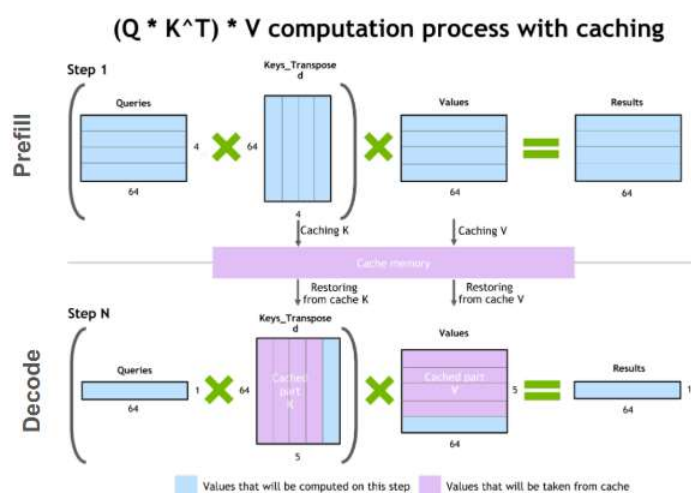 (Q * K^T) * V computation process with caching
Prefill
Step 1
Queries
4
64
Keys_Transpose
d
64
4
Values
64
Results
64
Caching K
Caching V
Cache memory
Restoring
from cache K
Restoring
from cache V
Decode
Step N
Queries
1
64
Keys_Transpose
d
64
Cached
part
K
5
Values
Cached part
V
5
64
Results
1
64
Values that will be computed on this step
Values that will be taken from cache